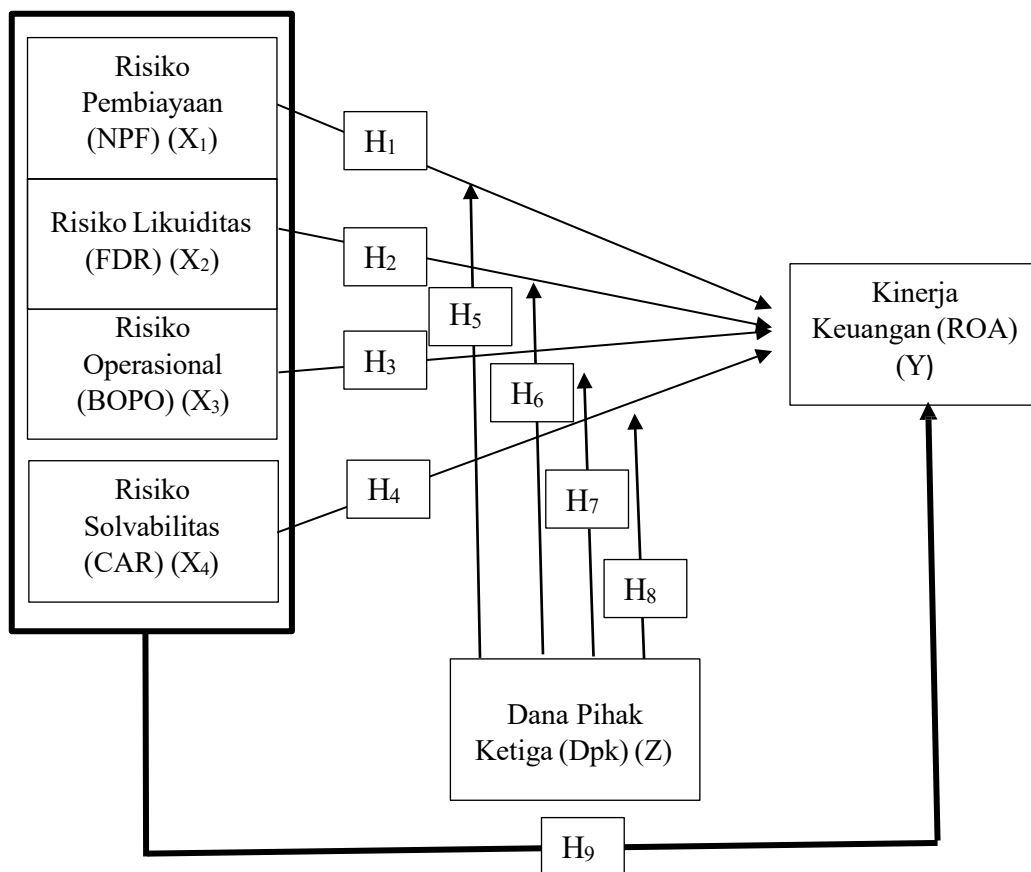 Risiko
Pembiayaan
(NPF) (X₁)
Risiko Likuiditas
(FDR) (X₂)
Risiko
Operasional
(BOPO) (X₃)
Risiko
Solvabilitas
(CAR) (X₄)
H₁
H₂
H₃
H₄
H₅
H₆
H₇
H₈
Kinerja
Keuangan (ROA)
(Y)
Dana Pihak
Ketiga (Dpk) (Z)
H₉